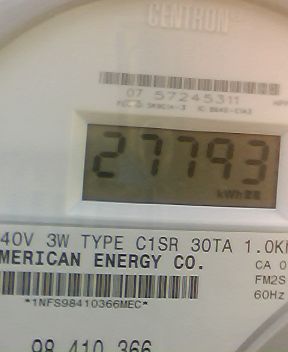 CENTRON
07 57245311
27793
kWh
40V 3W TYPE C1SR 30TA 1.0K
MERICAN ENERGY CO.
CA 0
FM2S
60Hz
*1NFS98410366MEC*
98 410 366